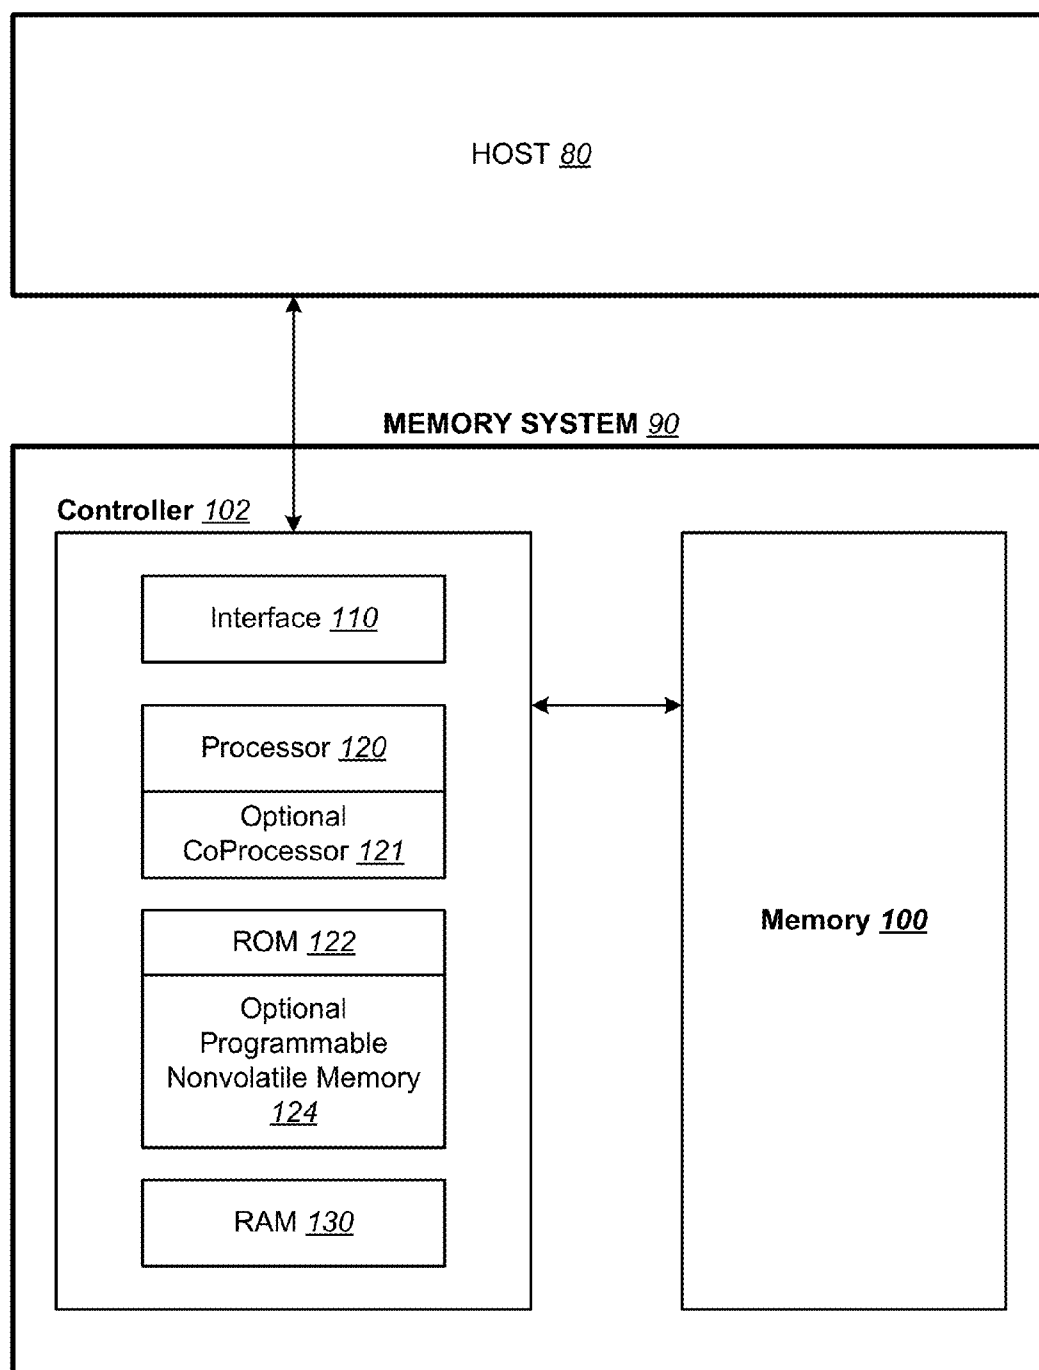 HOST 80
MEMORY SYSTEM 90
Controller 102
Interface 110
Processor 120
Optional
CoProcessor 121
ROM 122
Optional
Programmable
Nonvolatile Memory
124
RAM 130
Memory 100